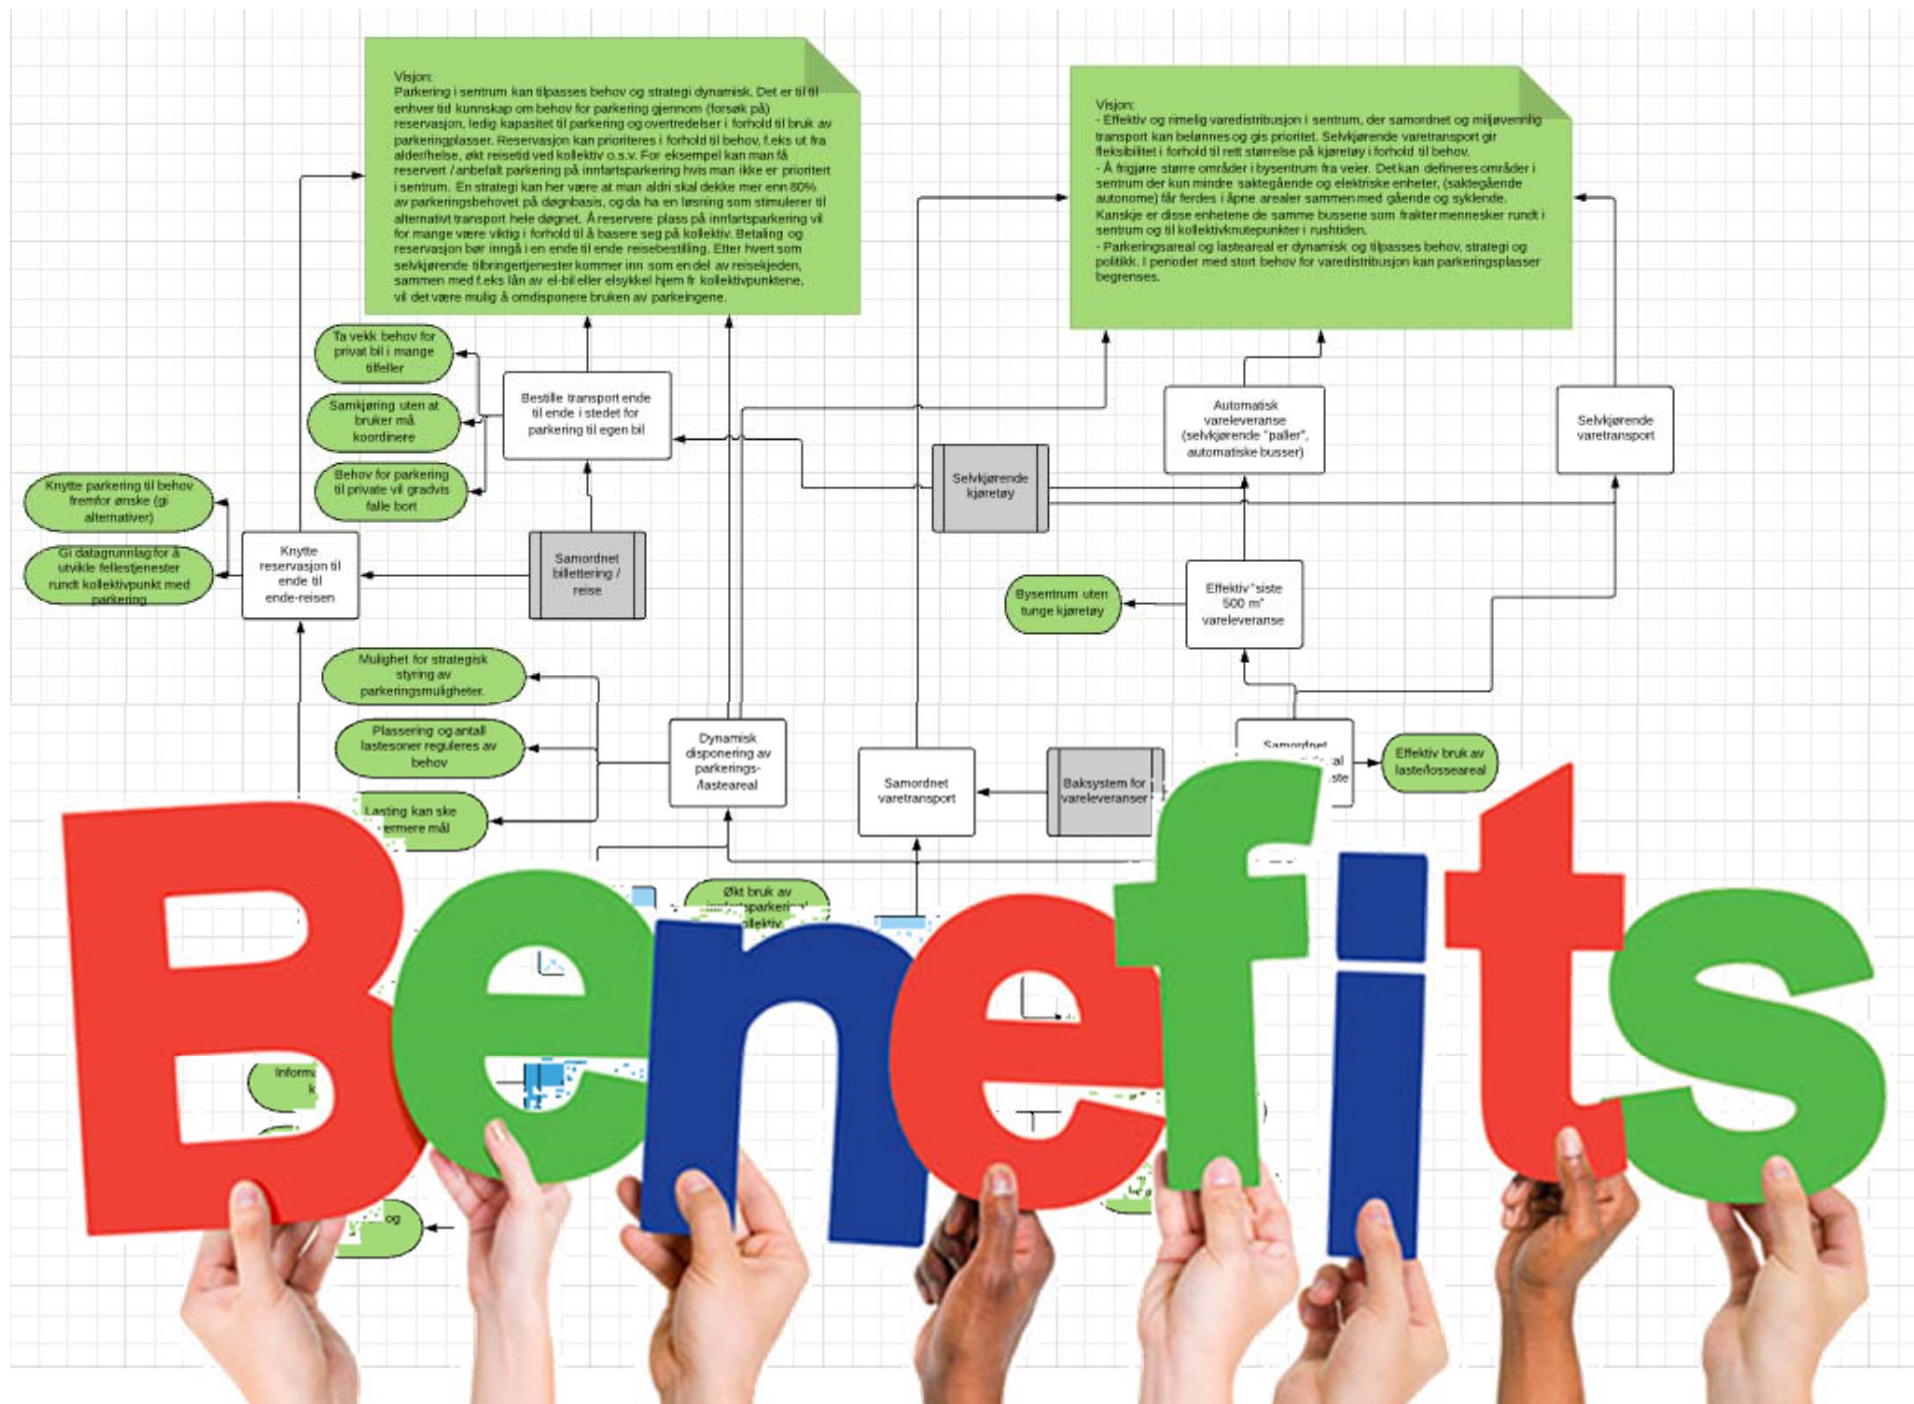 Visjon:
Parkering i sentrum kan tilpasses behov og strategi dynamisk. Det er til til
enhver tid kunnskap om behov for parkering gjennom (forsøk på)
reservasjon, ledig kapasitet til parkering og overtredelser i forhold til bruk av
parkeringplasser. Reservasjon kan prioriteres i forhold til behov, f.eks ut fra
alder/helse, økt reisetid ved kollektiv o.s.v. For eksempel kan man få
reservert / anbefalt parkering på innfartsparkering hvis man ikke er prioritert
i sentrum. En strategi kan her være at man aldri skal dekke mer enn 80%
av parkeringsbehovet på døgnbasis, og da ha en løsning som stimulerer til
alternativt transport hele døgnet. Å reservere plass på innfartsparkering vil
for mange være viktig i forhold til å basere seg på kollektiv. Betaling og
reservasjon bør inngå i en ende til ende reisebestilling. Etter hvert som
selvkjørende tilbringertjenester kommer inn som en del av reisekjeden,
sammen med f.eks lån av el-bil eller elsykkel hjem fr kollektivpunktene,
vil det være mulig å omdisponere bruken av parkeingene.
Visjon:
- Effektiv og rimelig varedistribusjon i sentrum, der samordnet og miljøvennlig
transport kan belønnes og gis prioritet. Selvkjørende varetransport gir
fleksibilitet i forhold til rett størrelse på kjøretøy i forhold til behov.
- Å frigjøre større områder i bysentrum fra veier. Det kan defineres områder i
sentrum der kun mindre saktegående og elektriske enheter, (saktegående
autonome) får ferdes i åpne arealer sammen med gående og syklende.
Kanskje er disse enhetene de samme bussene som frakter mennesker rundt i
sentrum og til kollektivknutepunkter i rushtiden.
- Parkeringsareal og lasteareal er dynamisk og tilpasses behov, strategi og
politikk. I perioder med stort behov for varedistribusjon kan parkeringsplasser
begrenses.
Ta vekk behov for
privat bil i mange
tilfeller
Samkjøring uten at
bruker må
koordinere
Behov for parkering
til private vil gradvis
falle bort
Bestille transport ende
til ende i stedet for
parkering til egen bil
Automatisk
vareleveranse
(selvkjørende "paller",
automatiske busser)
Selvkjørende
varetransport
Selvkjørende
kjøretøy
Knytte parkering til behov
fremfor ønske (gi
alternativer)
Gi datagrunnlag for å
utvikle fellestjenester
rundt kollektivpunkt med
parkering
Knytte
reservasjon til
ende til
ende-reisen
Samordnet
billettering /
reise
Bysentrum uten
tunge kjøretøy
Effektiv "siste
500 m"
vareleveranse
Mulighet for strategisk
styring av
parkeringsmuligheter.
Plassering og antall
lastesoner reguleres av
behov
Lasting kan ske
ermere mål
Dynamisk
disponering av
parkerings-
/lasteareal
Samordnet
varetransport
Baksystem for
vareleveranser
Samordnet
Effektiv bruk av
laste/losseareal
Økt bruk av
Benefits
og